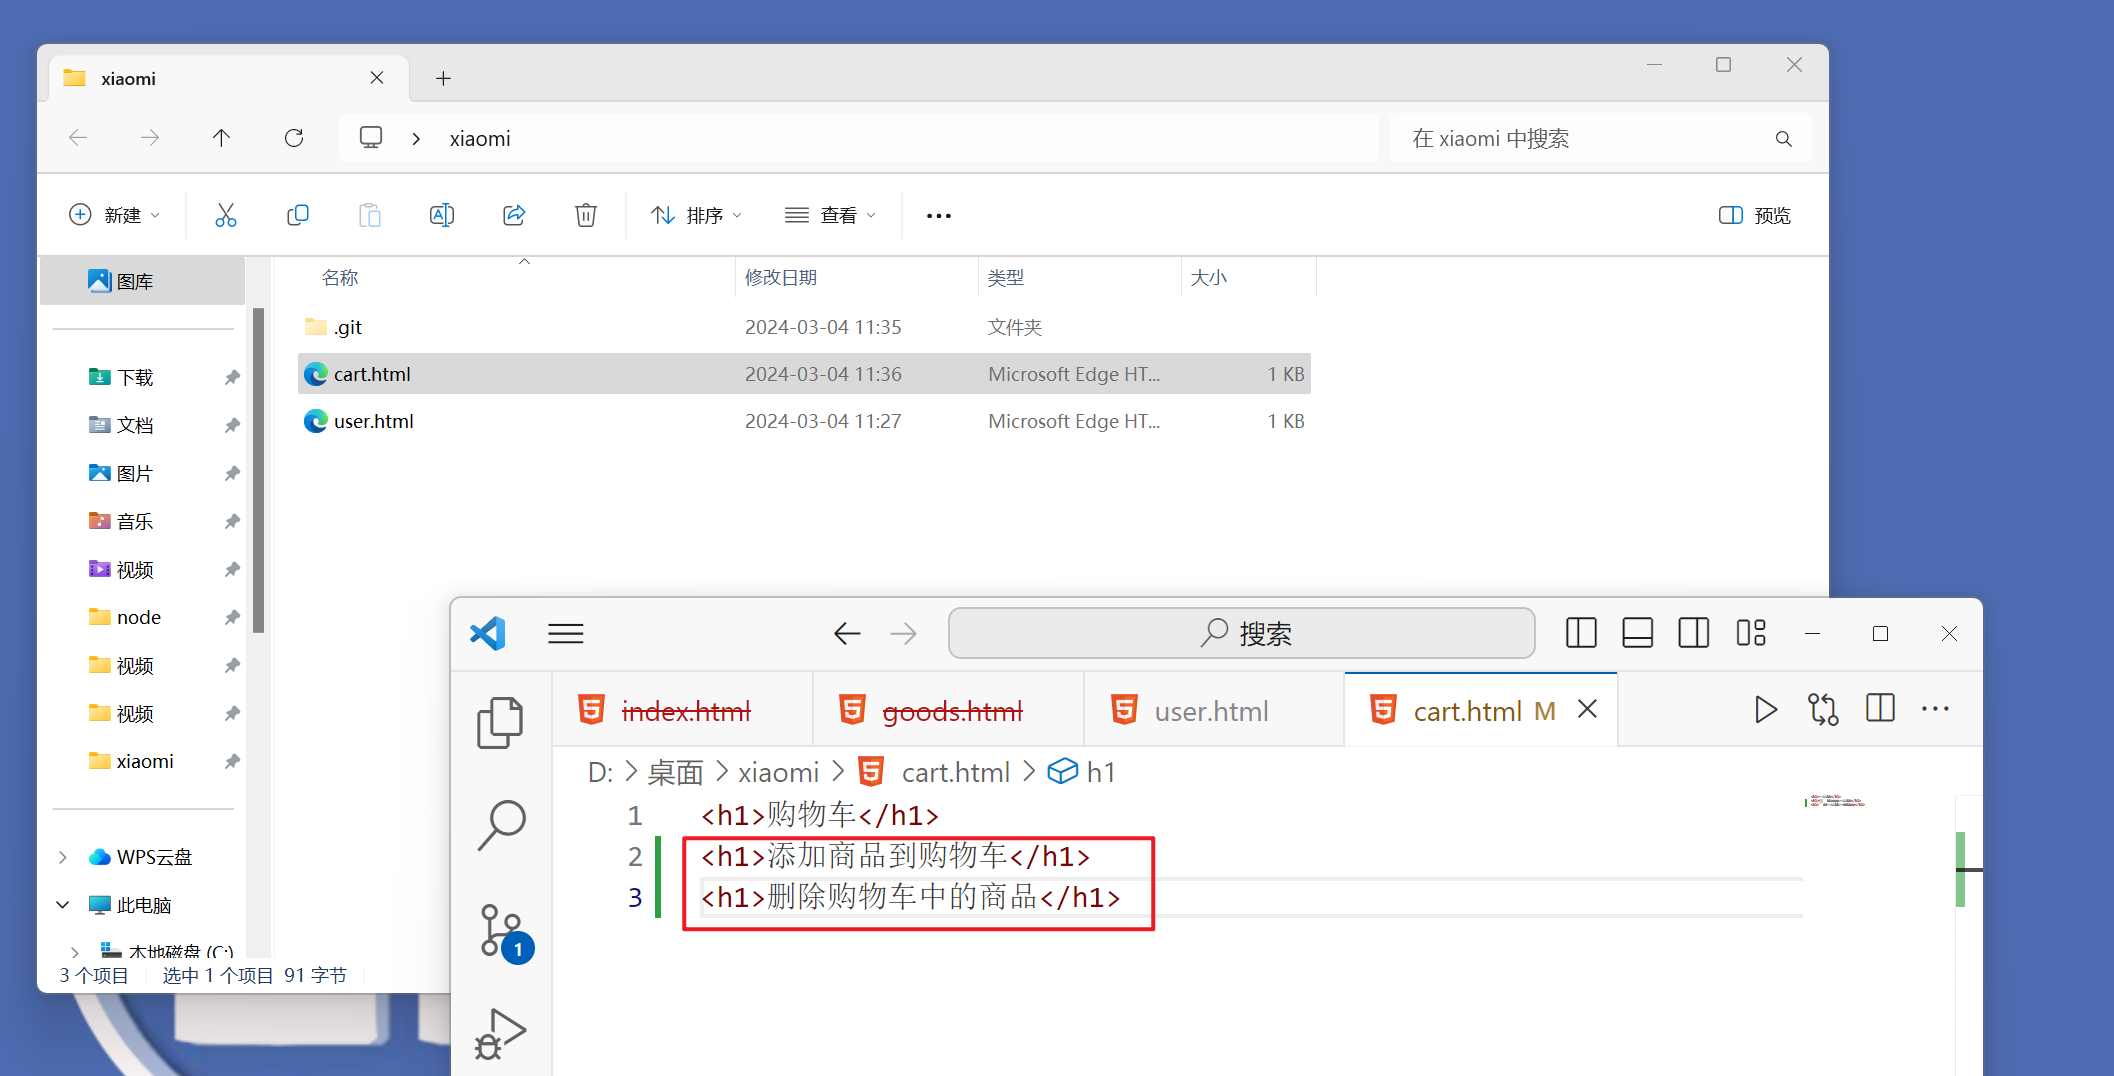 xiaomi
xiaomi
在 xiaomi 中搜索
新建
排序
查看
预览
图库
名称
修改日期
类型
大小
.git
2024-03-04 11:35
文件夹
cart.html
2024-03-04 11:36
Microsoft Edge HT...
1 KB
user.html
2024-03-04 11:27
Microsoft Edge HT...
1 KB
下载
文档
图片
音乐
视频
node
视频
视频
xiaomi
WPS云盘
此电脑
本地磁盘 (C:)
3 个项目
选中 1 个项目 91 字节
搜索
index.html
goods.html
user.html
cart.html M
D: > 桌面 > xiaomi > cart.html > h1
1 <h1>购物车</h1>
2 <h1>添加商品到购物车</h1>
3 <h1>删除购物车中的商品</h1>
1